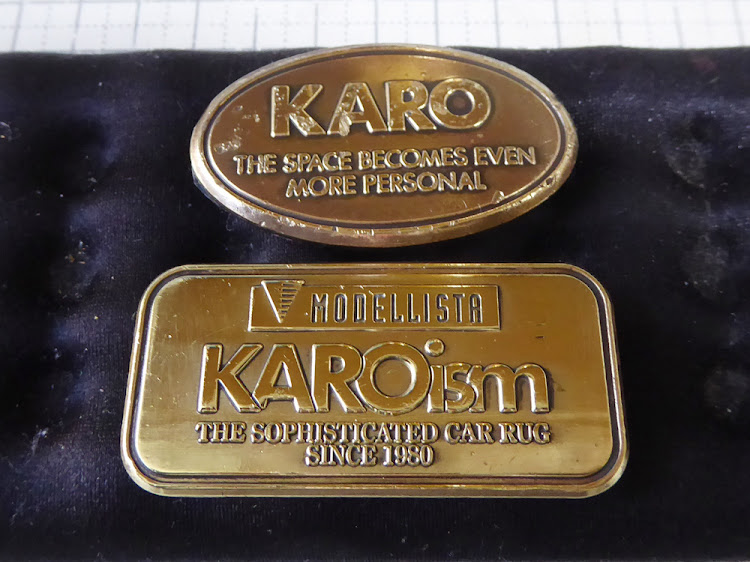 KARO
THE SPACE BECOMES EVEN
MORE PERSONAL
MODELLISTA
KAROism
THE SOPHISTICATED CAR RUG
SINCE 1980